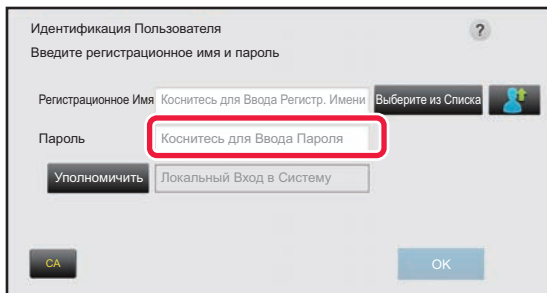 Идентификация Пользователя
?
Введите регистрационное имя и пароль
Регистрационное Имя Коснитесь для Ввода Регистр. Имени Выберите из Списка
Пароль Коснитесь для Ввода Пароля
Уполномичить Локальный Вход в Систему
CA OK